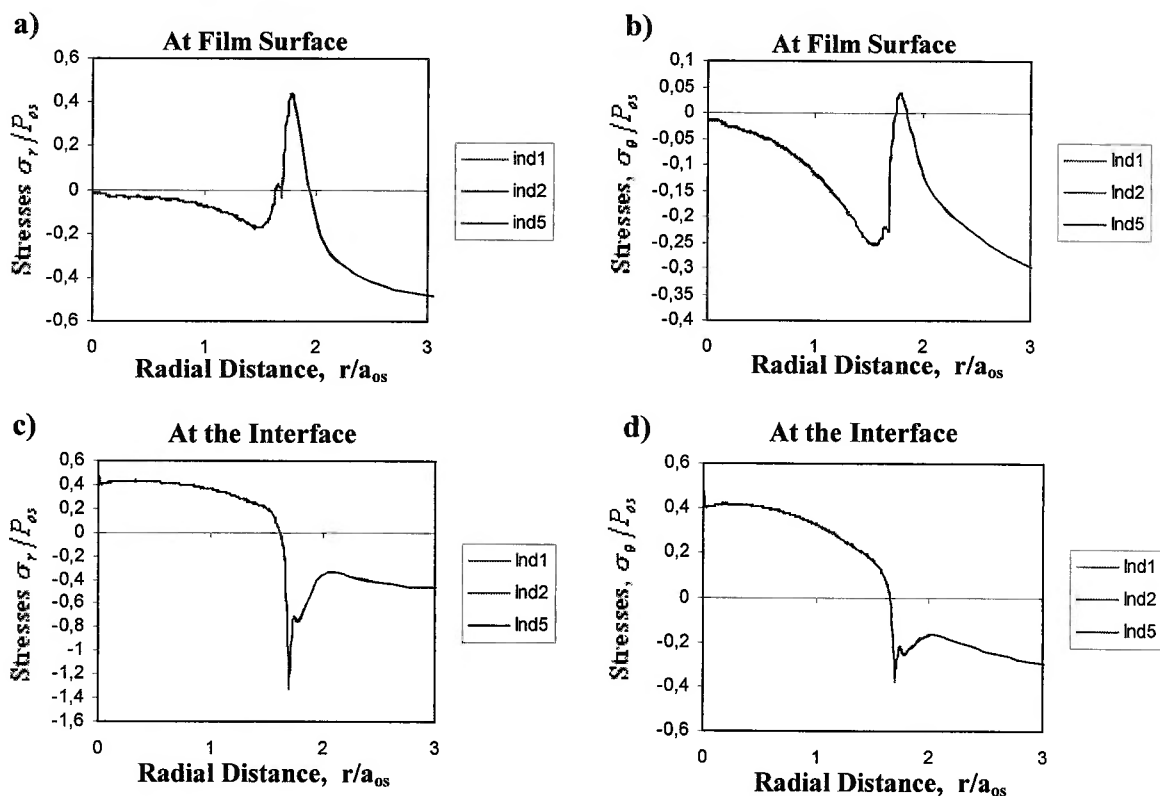 a)
At Film Surface
Stresses σr/Pos
0,6
0,4
0,2
0
-0,2
-0,4
-0,6
0
1
2
3
Radial Distance, r/aos
ind1
ind2
ind5
b)
At Film Surface
Stresses, σθ/Pos
0,1
0,05
0
-0,05
-0,1
-0,15
-0,2
-0,25
-0,3
-0,35
-0,4
0
1
2
3
Radial Distance, r/aos
Ind1
Ind2
Ind5
c)
At the Interface
Stresses σr/Pos
0,6
0,4
0,2
0
-0,2
-0,4
-0,6
-0,8
-1
-1,2
-1,4
-1,6
0
1
2
3
Radial Distance, r/aos
Ind1
Ind2
Ind5
d)
At the Interface
Stresses, σθ/Pos
0,6
0,4
0,2
0
-0,2
-0,4
-0,6
0
1
2
3
Radial Distance, r/aos
Ind1
Ind2
Ind5